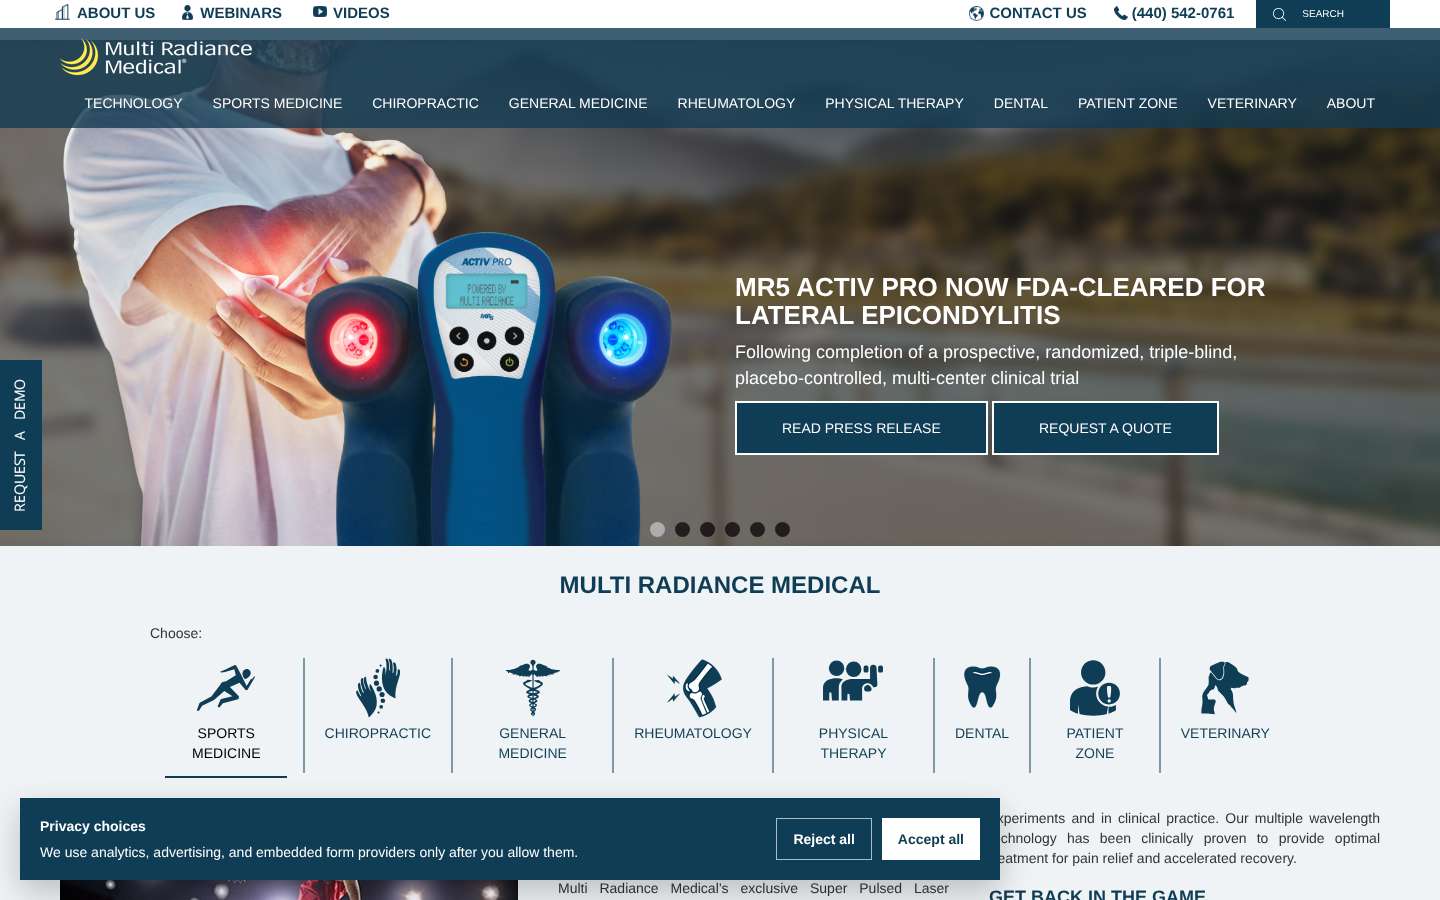 ABOUT US WEBINARS VIDEOS CONTACT US (440) 542-0761 SEARCH
Multi Radiance
Medical®
TECHNOLOGY SPORTS MEDICINE CHIROPRACTIC GENERAL MEDICINE RHEUMATOLOGY PHYSICAL THERAPY DENTAL PATIENT ZONE VETERINARY ABOUT
ACTIV PRO
POWERED BY
MULTI RADIANCE
MR5
MR5 ACTIV PRO NOW FDA-CLEARED FOR
LATERAL EPICONDYLITIS
Following completion of a prospective, randomized, triple-blind,
placebo-controlled, multi-center clinical trial
READ PRESS RELEASE REQUEST A QUOTE
REQUEST A DEMO
MULTI RADIANCE MEDICAL
Choose:
SPORTS
MEDICINE
CHIROPRACTIC
GENERAL
MEDICINE
RHEUMATOLOGY
PHYSICAL
THERAPY
DENTAL
PATIENT
ZONE
VETERINARY
Privacy choices
We use analytics, advertising, and embedded form providers only after you allow them.
Reject all Accept all
experiments and in clinical practice. Our multiple wavelength
technology has been clinically proven to provide optimal
treatment for pain relief and accelerated recovery.
Multi Radiance Medical's exclusive Super Pulsed Laser
GET BACK IN THE GAME